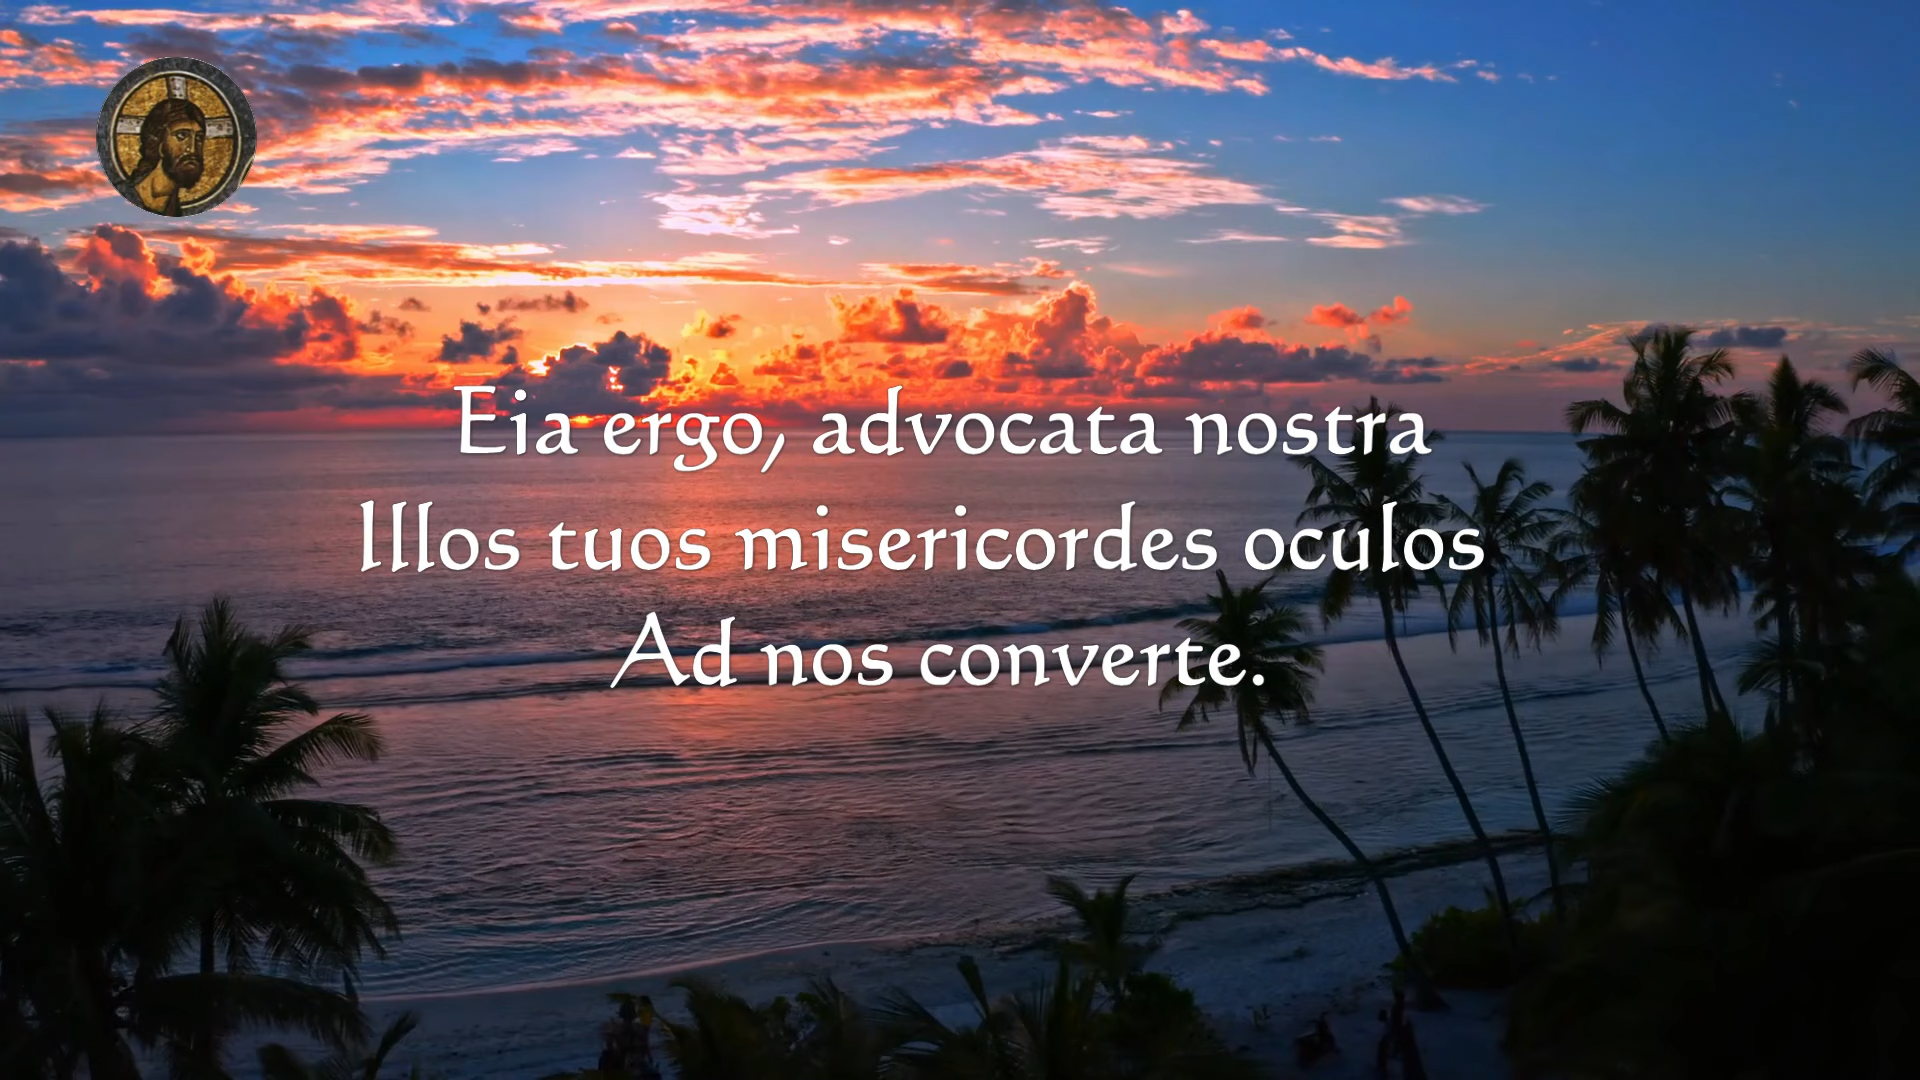 Eia ergo, advocata nostra
Illos tuos misericordes oculos
Ad nos converte.